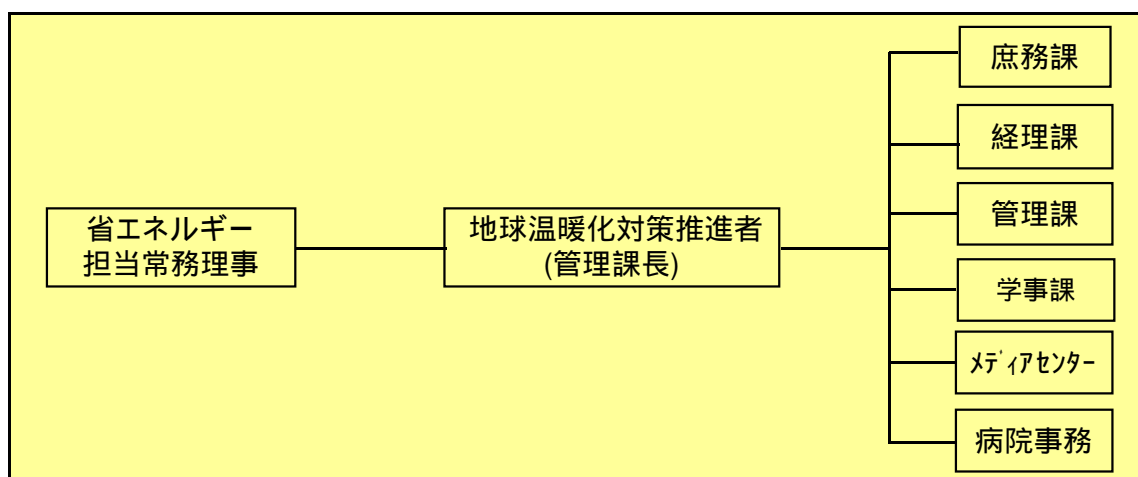 省エネルギー
担当常務理事
地球温暖化対策推進者
(管理課長)
庶務課
経理課
管理課
学事課
ﾒﾃﾞｨｱｾﾝﾀｰ
病院事務